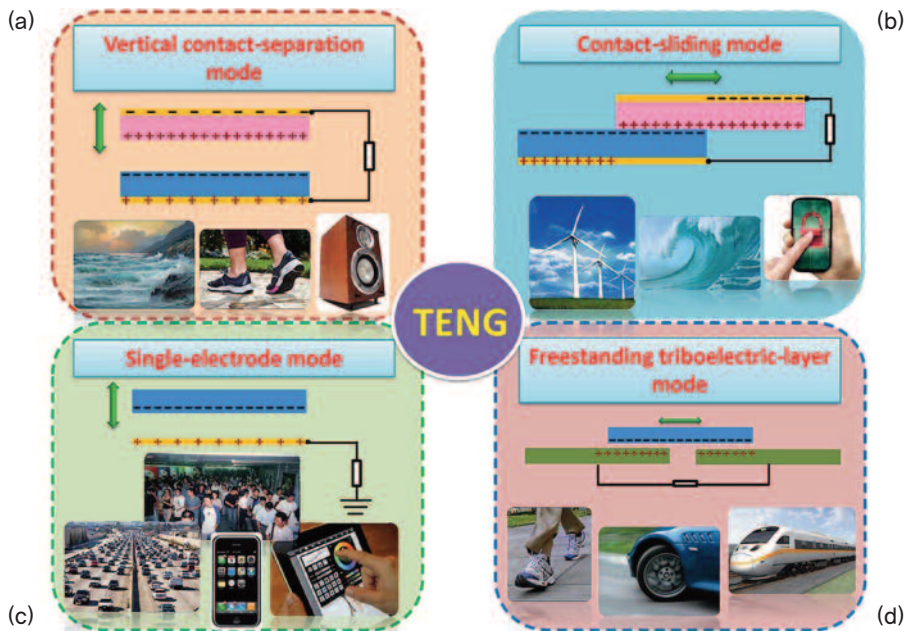 (a)
Vertical contact-separation
mode
(b)
Contact-sliding mode
TENG
Single-electrode mode
(c)
Freestanding triboelectric-layer
mode
(d)